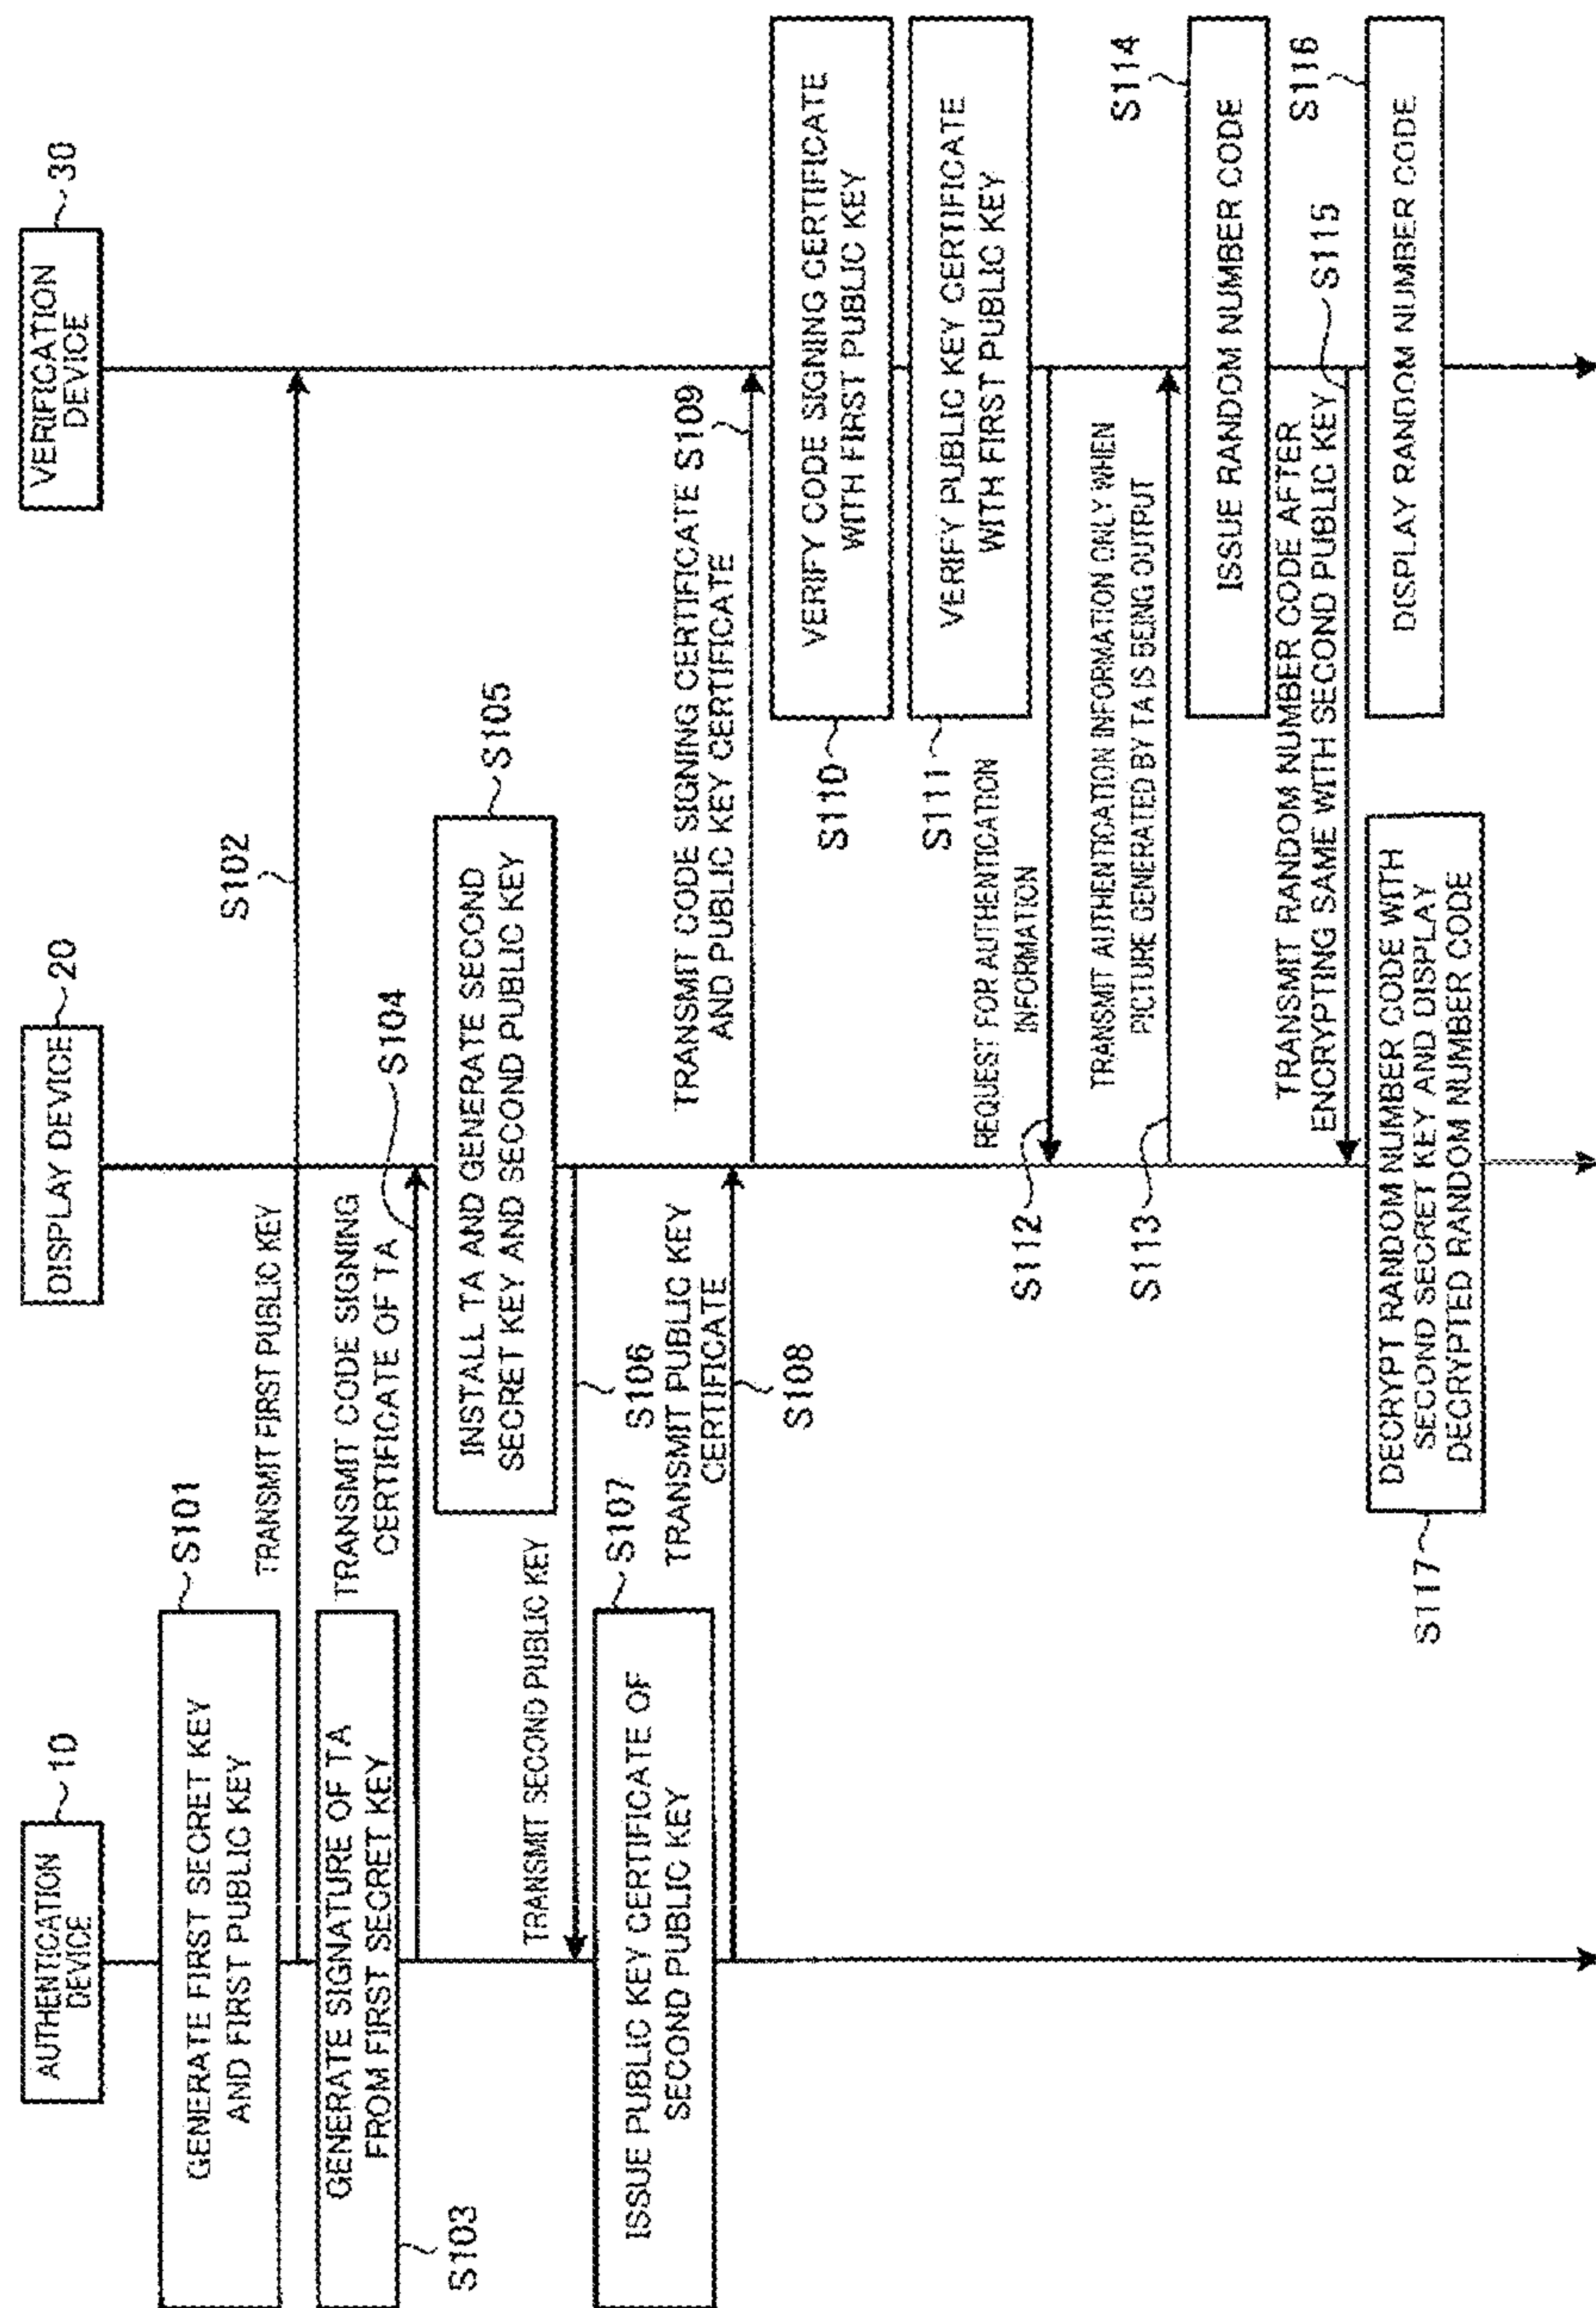 AUTHENTICATION
DEVICE
10
DISPLAY DEVICE
20
VERIFICATION
DEVICE
30
GENERATE FIRST SECRET KEY
AND FIRST PUBLIC KEY
S101
TRANSMIT FIRST PUBLIC KEY
S102
GENERATE SIGNATURE OF TA
FROM FIRST SECRET KEY
S103
TRANSMIT CODE SIGNING
CERTIFICATE OF TA
S104
INSTALL TA AND GENERATE SECOND
SECRET KEY AND SECOND PUBLIC KEY
S105
TRANSMIT SECOND PUBLIC KEY
S106
ISSUE PUBLIC KEY CERTIFICATE OF
SECOND PUBLIC KEY
S107
TRANSMIT PUBLIC KEY
CERTIFICATE
S108
TRANSMIT CODE SIGNING CERTIFICATE
AND PUBLIC KEY CERTIFICATE
S109
VERIFY CODE SIGNING CERTIFICATE
WITH FIRST PUBLIC KEY
S110
VERIFY PUBLIC KEY CERTIFICATE
WITH FIRST PUBLIC KEY
S111
REQUEST FOR AUTHENTICATION
INFORMATION
S112
TRANSMIT AUTHENTICATION INFORMATION ONLY WHEN
PICTURE GENERATED BY TA IS BEING OUTPUT
S113
ISSUE RANDOM NUMBER CODE
S114
TRANSMIT RANDOM NUMBER CODE AFTER
ENCRYPTING SAME WITH SECOND PUBLIC KEY
S115
DISPLAY RANDOM NUMBER CODE
S116
DECRYPT RANDOM NUMBER CODE WITH
SECOND SECRET KEY AND DISPLAY
DECRYPTED RANDOM NUMBER CODE
S117